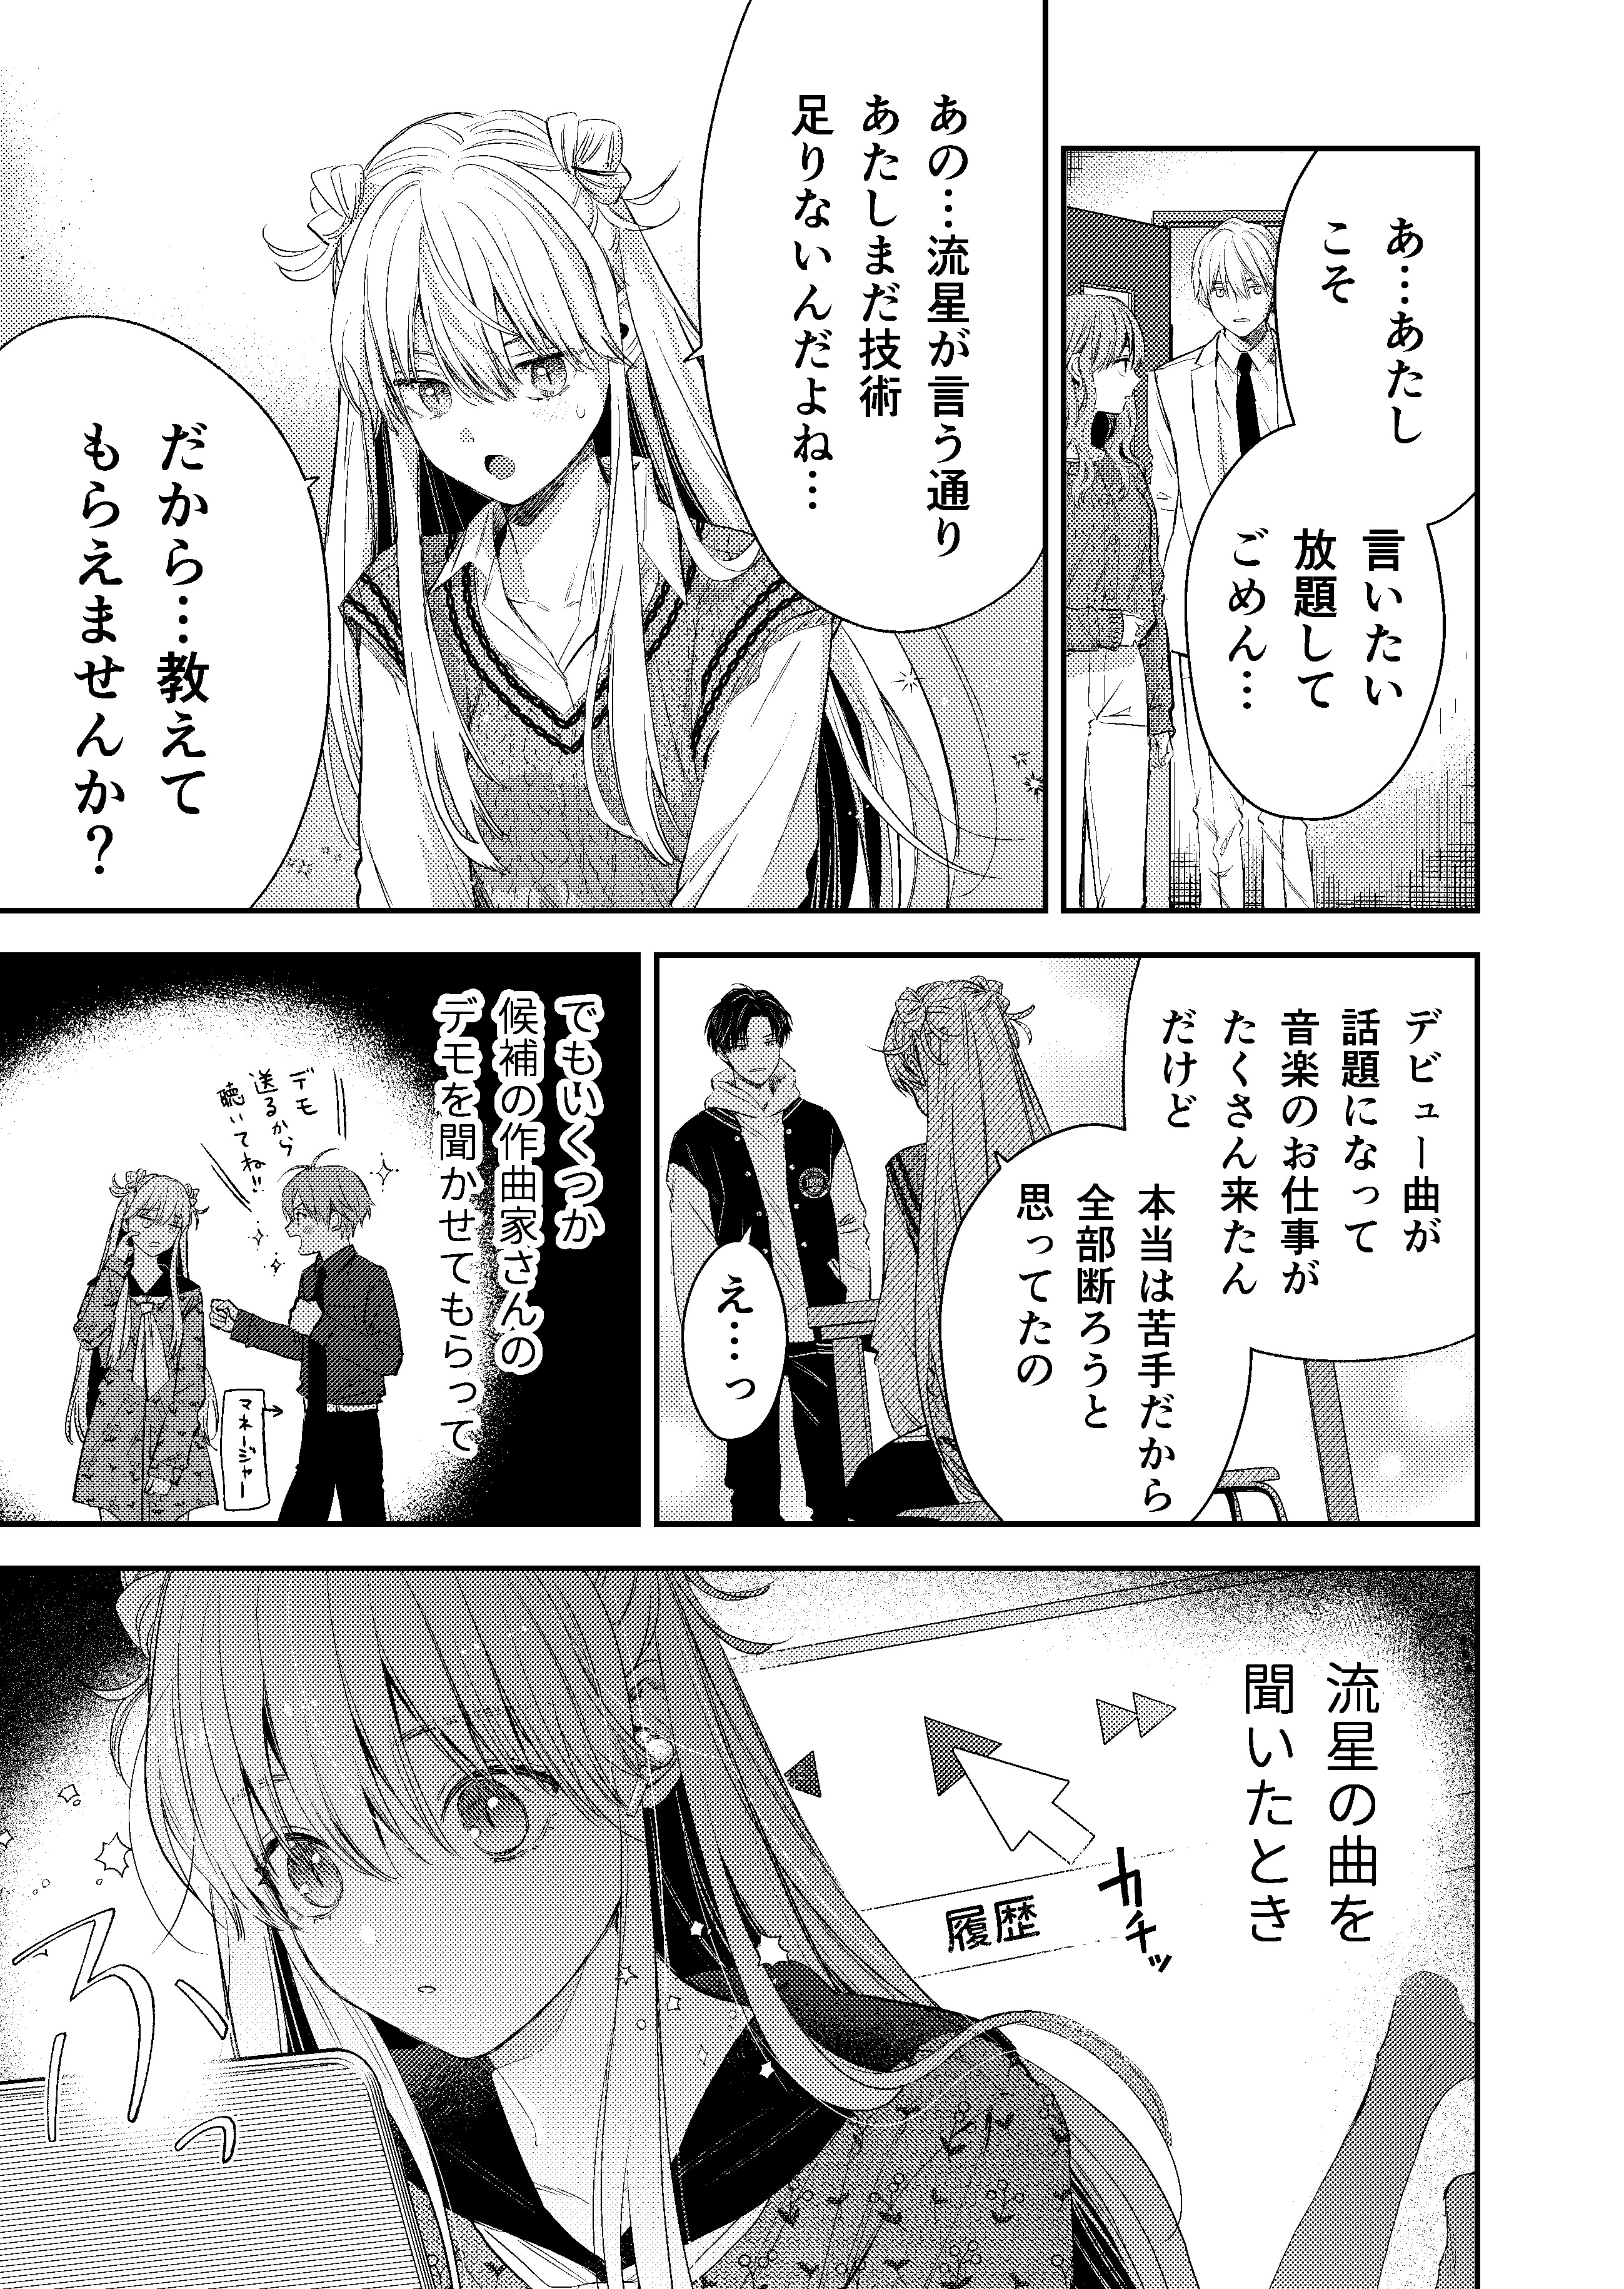 あ…あたし
こそ
言いたい
放題して
ごめん…
あの…流星が言う通り
あたしまだ技術
足りないんだよね…
だから…教えて
もらえませんか？
デビュー曲が
話題になって
音楽のお仕事が
たくさん来たん
だけど
本当は苦手だから
全部断ろうと
思ってたの
え…っ
でもいくつか
候補の作曲家さんの
デモを聞かせてもらって
デモ
送るから
聴いてね!!
マネージャー
流星の曲を
聞いたとき
カチッ
履歴